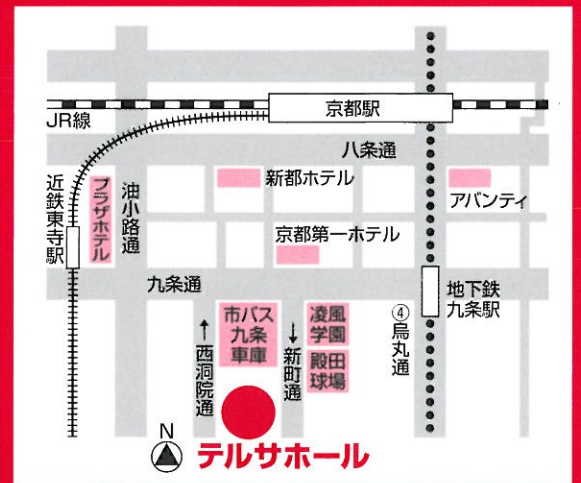 京都駅
JR線
八条通
新都ホテル
アバンティ
近鉄東寺駅
プラザホテル
油小路通
京都第一ホテル
九条通
地下鉄
九条駅
④烏丸通
市バス
九条
車庫
凌風
学園
殿田
球場
↑西洞院通
↓新町通
N
テルサホール